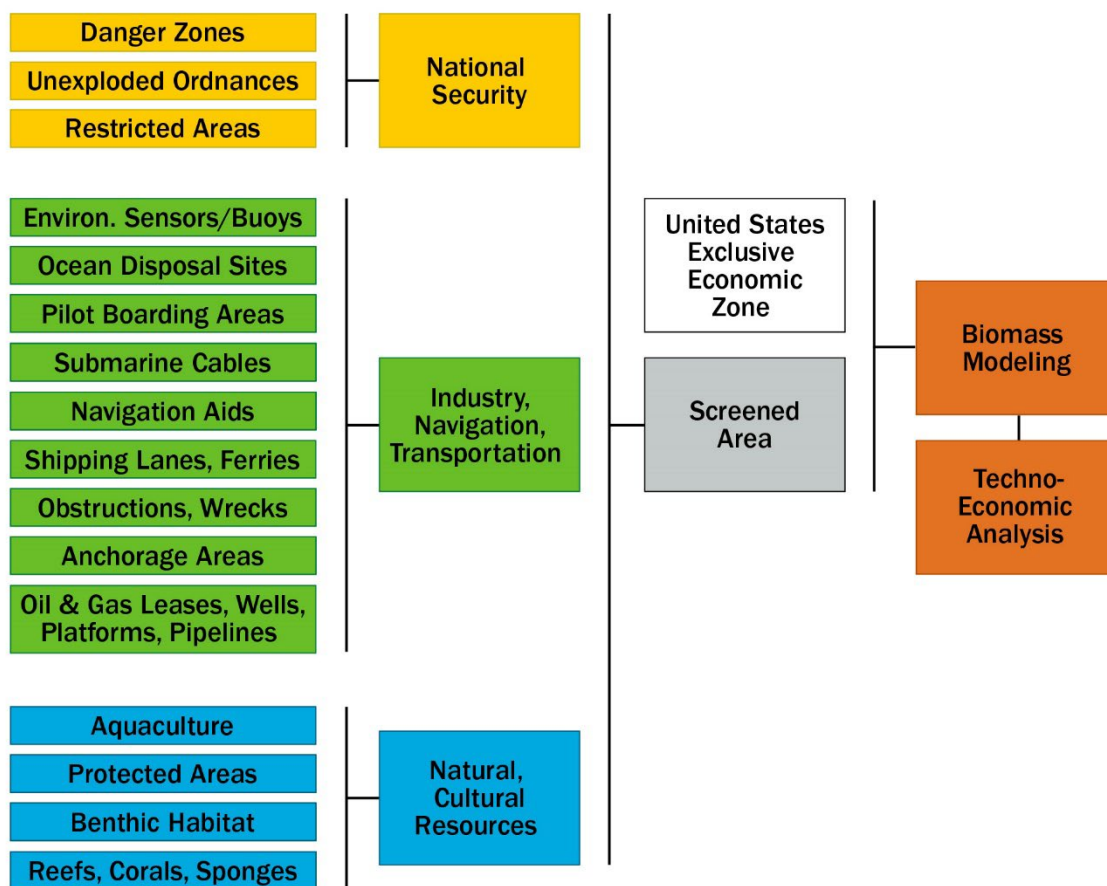 Danger Zones
Unexploded Ordnances
Restricted Areas
National
Security
Environ. Sensors/Buoys
Ocean Disposal Sites
Pilot Boarding Areas
Submarine Cables
Navigation Aids
Shipping Lanes, Ferries
Obstructions, Wrecks
Anchorage Areas
Oil & Gas Leases, Wells,
Platforms, Pipelines
Industry,
Navigation,
Transportation
Aquaculture
Protected Areas
Benthic Habitat
Reefs, Corals, Sponges
Natural,
Cultural
Resources
United States
Exclusive
Economic
Zone
Screened
Area
Biomass
Modeling
Techno-
Economic
Analysis